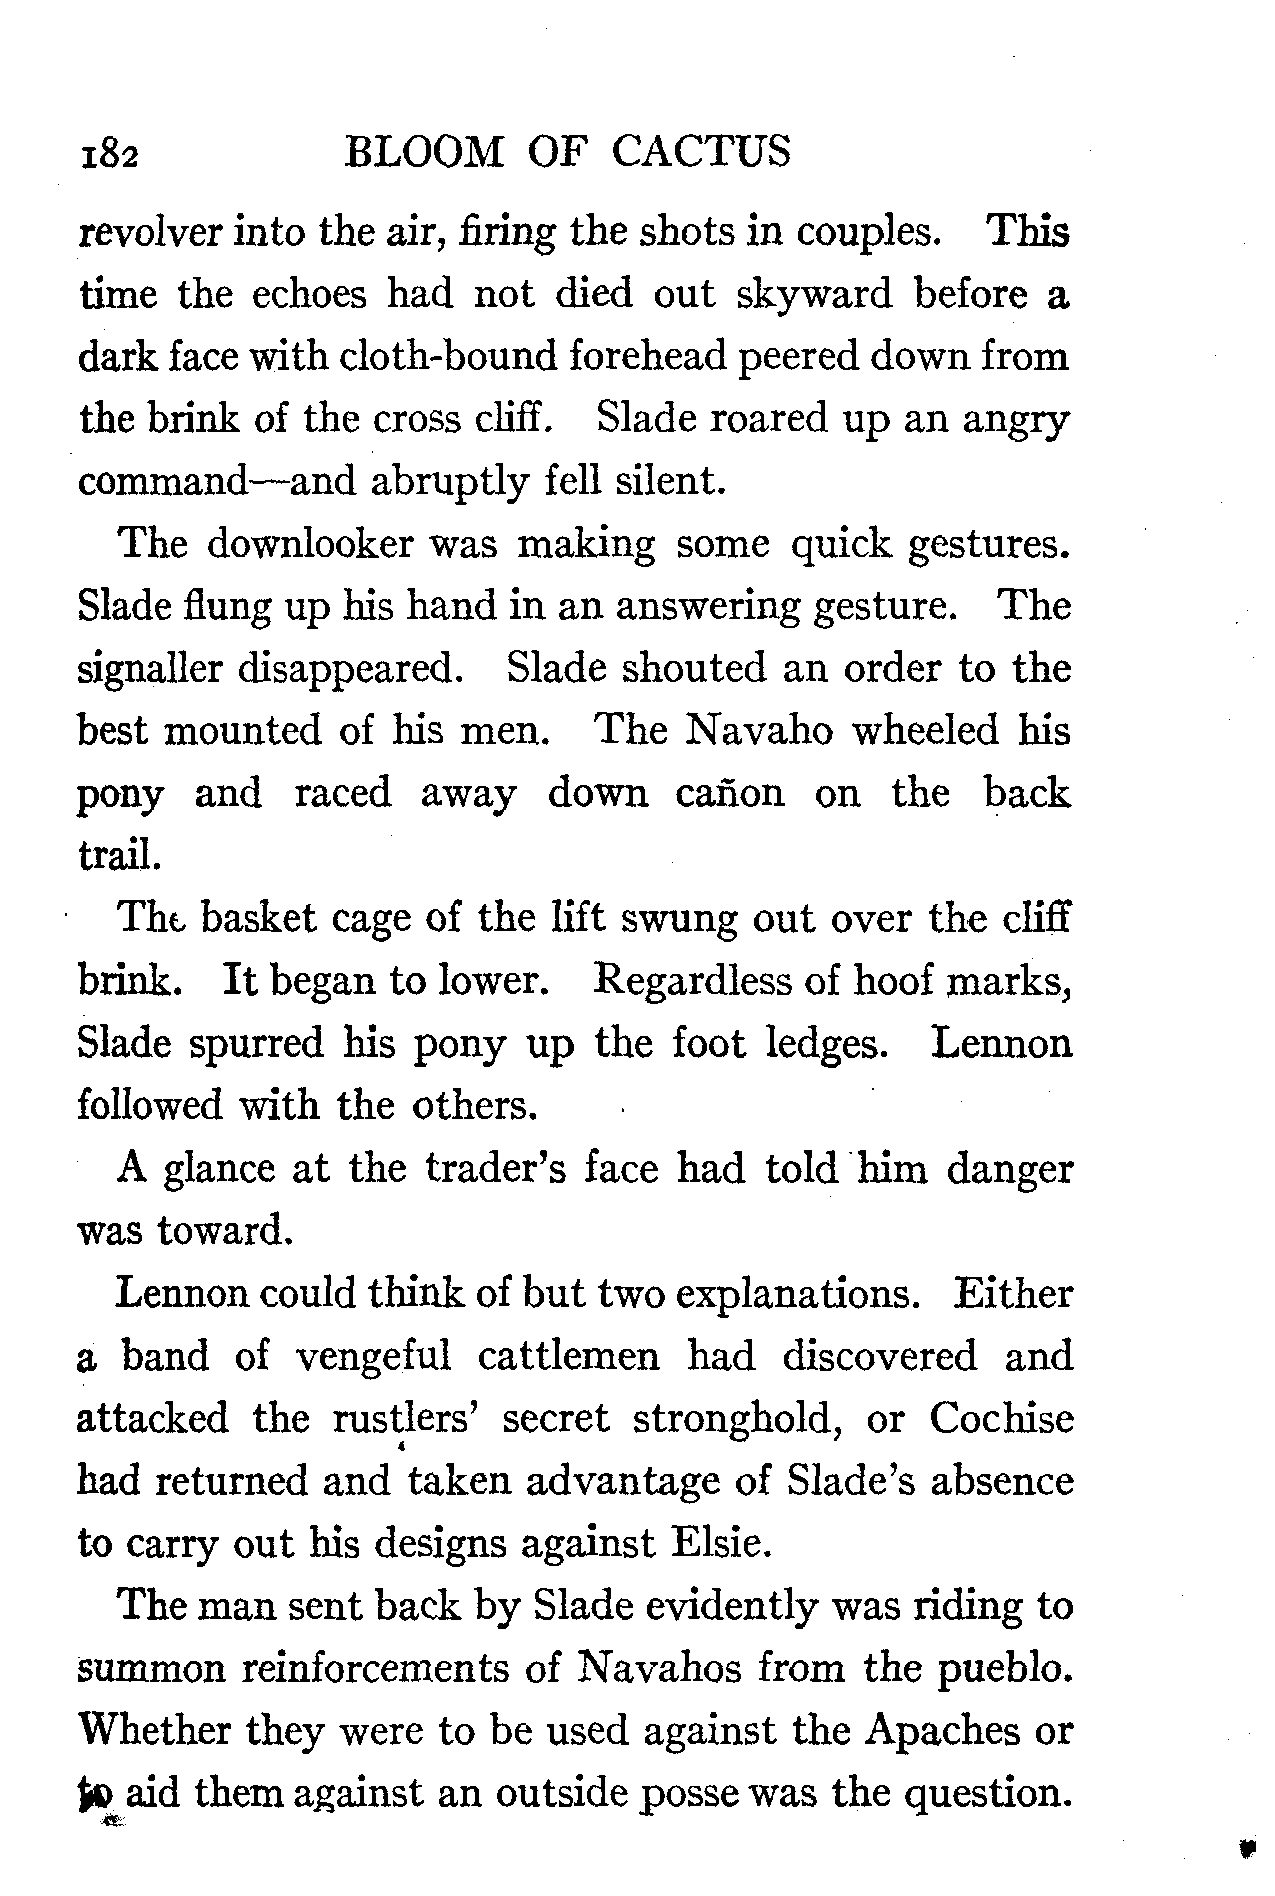 182 BLOOM OF CACTUS
revolver into the air, firing the shots in couples. This
time the echoes had not died out skyward before a
dark face with cloth-bound forehead peered down from
the brink of the cross cliff. Slade roared up an angry
command—and abruptly fell silent.
The downlooker was making some quick gestures.
Slade flung up his hand in an answering gesture. The
signaller disappeared. Slade shouted an order to the
best mounted of his men. The Navaho wheeled his
pony and raced away down cañon on the back
trail.
The basket cage of the lift swung out over the cliff
brink. It began to lower. Regardless of hoof marks,
Slade spurred his pony up the foot ledges. Lennon
followed with the others.
A glance at the trader's face had told him danger
was toward.
Lennon could think of but two explanations. Either
a band of vengeful cattlemen had discovered and
attacked the rustlers' secret stronghold, or Cochise
had returned and taken advantage of Slade's absence
to carry out his designs against Elsie.
The man sent back by Slade evidently was riding to
summon reinforcements of Navahos from the pueblo.
Whether they were to be used against the Apaches or
to aid them against an outside posse was the question.